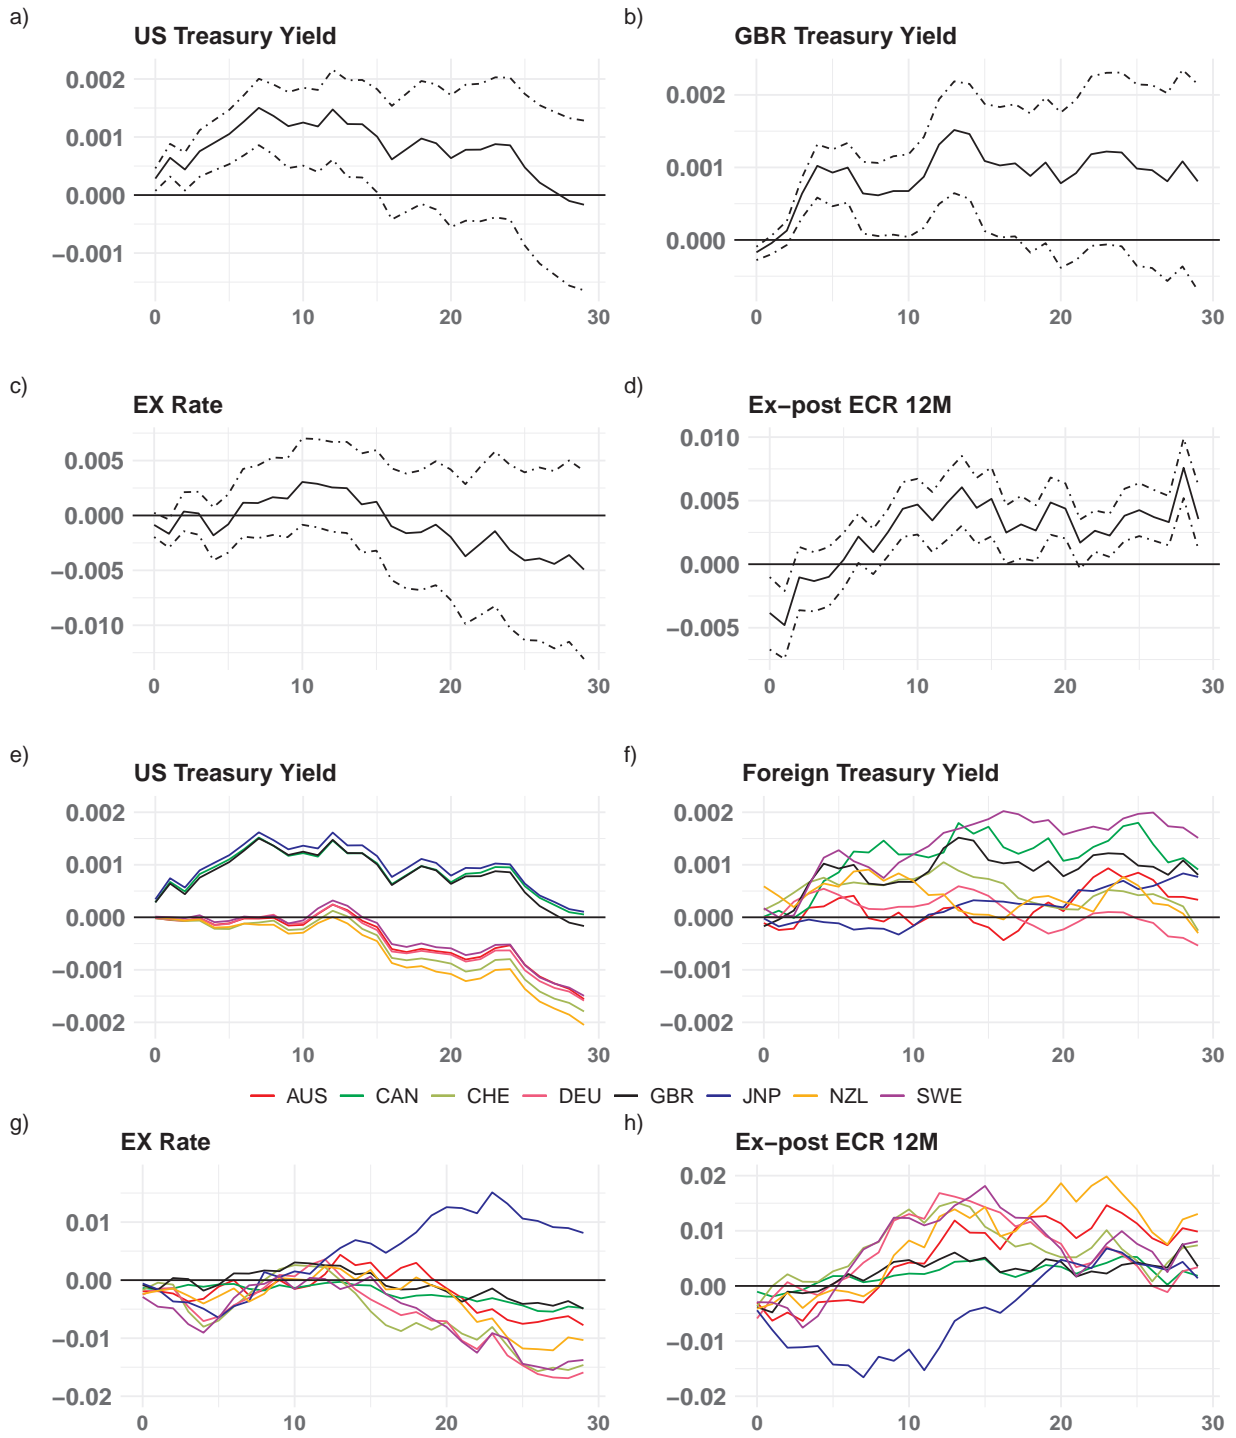 a)
US Treasury Yield
0.002
0.001
0.000
−0.001
0 10 20 30
b)
GBR Treasury Yield
0.002
0.001
0.000
0 10 20 30
c)
EX Rate
0.005
0.000
−0.005
−0.010
0 10 20 30
d)
Ex−post ECR 12M
0.010
0.005
0.000
−0.005
0 10 20 30
e)
US Treasury Yield
0.002
0.001
0.000
−0.001
−0.002
0 10 20 30
f)
Foreign Treasury Yield
0.002
0.001
0.000
−0.001
−0.002
0 10 20 30
AUS CAN CHE DEU GBR JNP NZL SWE
g)
EX Rate
0.01
0.00
−0.01
−0.02
0 10 20 30
h)
Ex−post ECR 12M
0.02
0.01
0.00
−0.01
−0.02
0 10 20 30